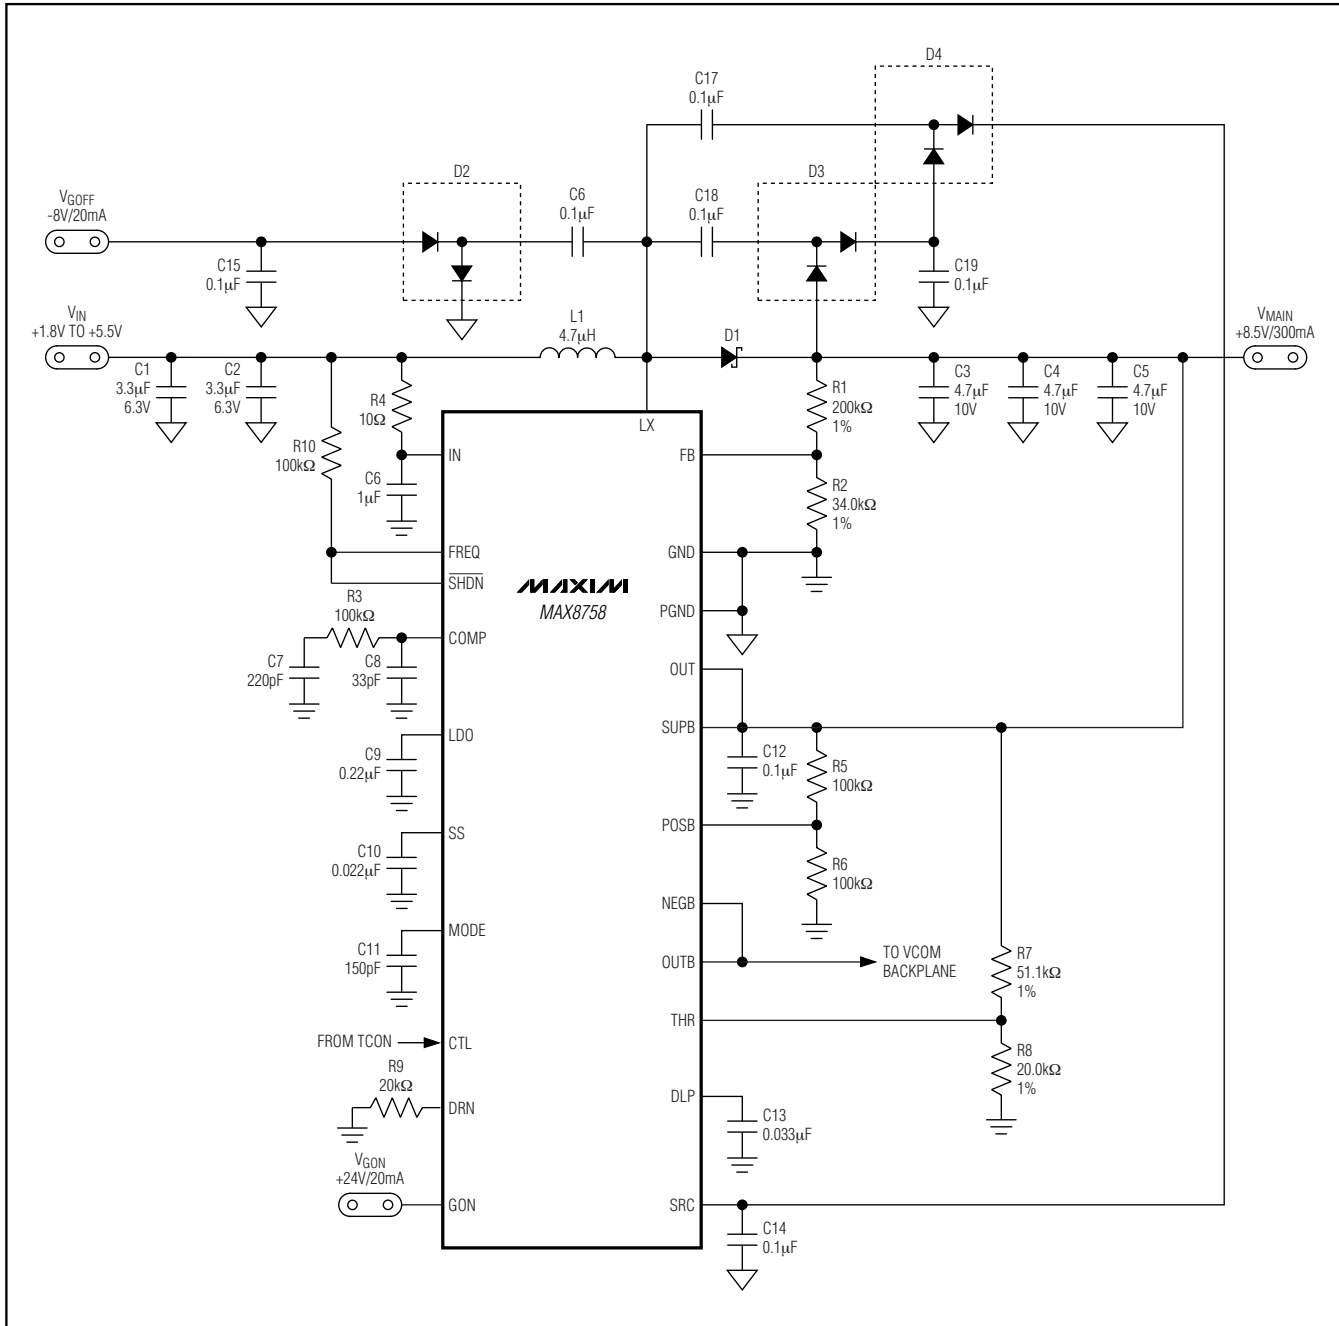 D4
C17
0.1µF
D2
D3
C6
0.1µF
C18
0.1µF
VGOFF
-8V/20mA
C15
0.1µF
C19
0.1µF
VIN
+1.8V TO +5.5V
L1
4.7µH
D1
VMAIN
+8.5V/300mA
C1
3.3µF
6.3V
C2
3.3µF
6.3V
R4
10Ω
R10
100kΩ
R1
200kΩ
1%
C3
4.7µF
10V
C4
4.7µF
10V
C5
4.7µF
10V
LX
IN
FB
C6
1µF
R2
34.0kΩ
1%
FREQ
GND
SHDN
MAXIM
MAX8758
R3
100kΩ
PGND
COMP
C7
220pF
C8
33pF
OUT
LDO
SUPB
C9
0.22µF
C12
0.1µF
R5
100kΩ
SS
POSB
C10
0.022µF
R6
100kΩ
NEGB
MODE
C11
150pF
OUTB
TO VCOM
BACKPLANE
R7
51.1kΩ
1%
THR
FROM TCON
CTL
R8
20.0kΩ
1%
R9
20kΩ
DRN
DLP
C13
0.033µF
VGON
+24V/20mA
GON
SRC
C14
0.1µF